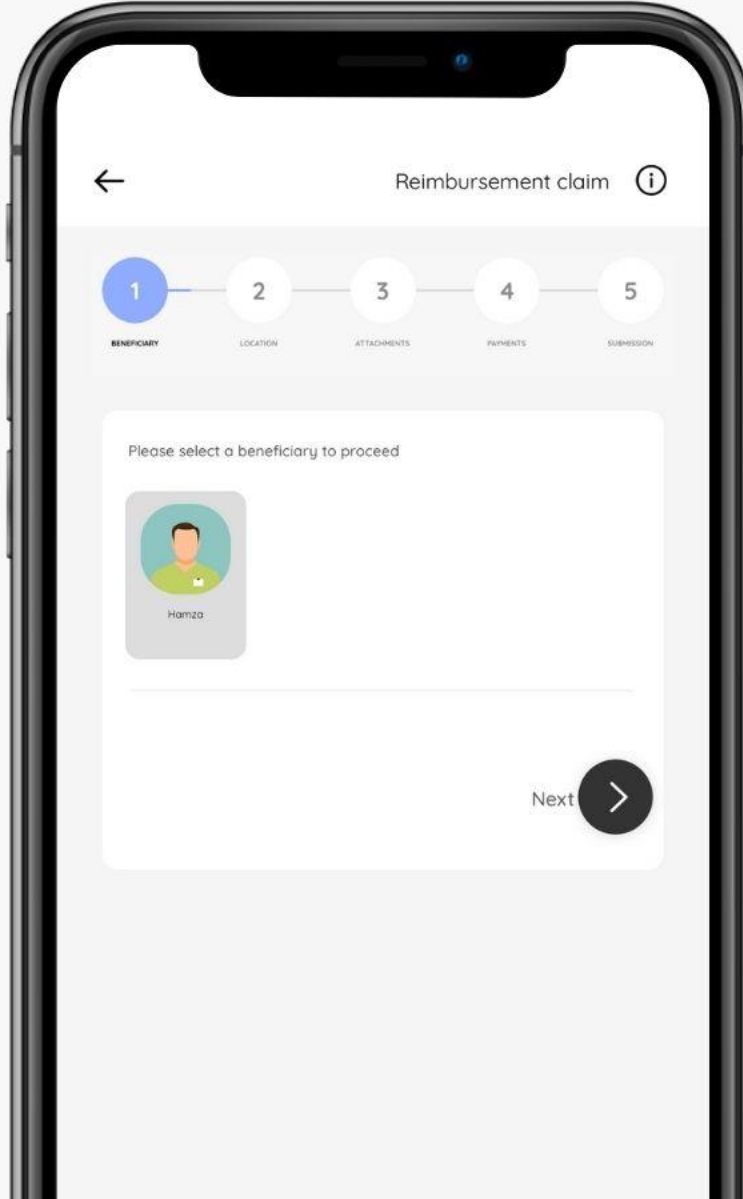 Reimbursement claim
1 2 3 4 5
BENEFICIARY LOCATION ATTACHMENTS PAYMENTS SUBMISSION
Please select a beneficiary to proceed
Hamza
Next